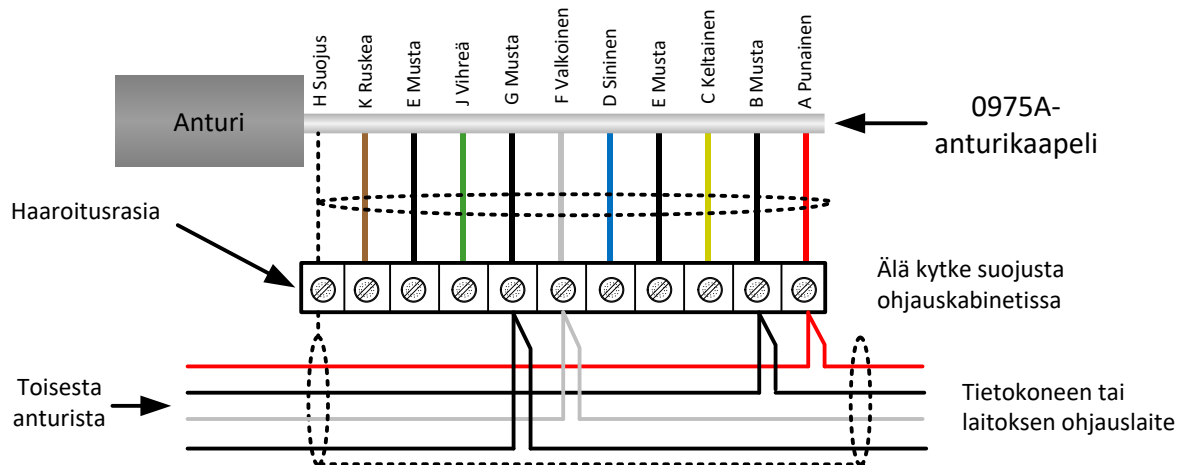 H Suojus
K Ruskea
E Musta
J Vihreä
G Musta
F Valkoinen
D Sininen
E Musta
C Keltainen
B Musta
A Punainen
Anturi
0975A-
anturikaapeli
Haaroitusrasia
Älä kytke suojusta
ohjauskabinetissa
Toisesta
anturista
Tietokoneen tai
laitoksen ohjauslaite